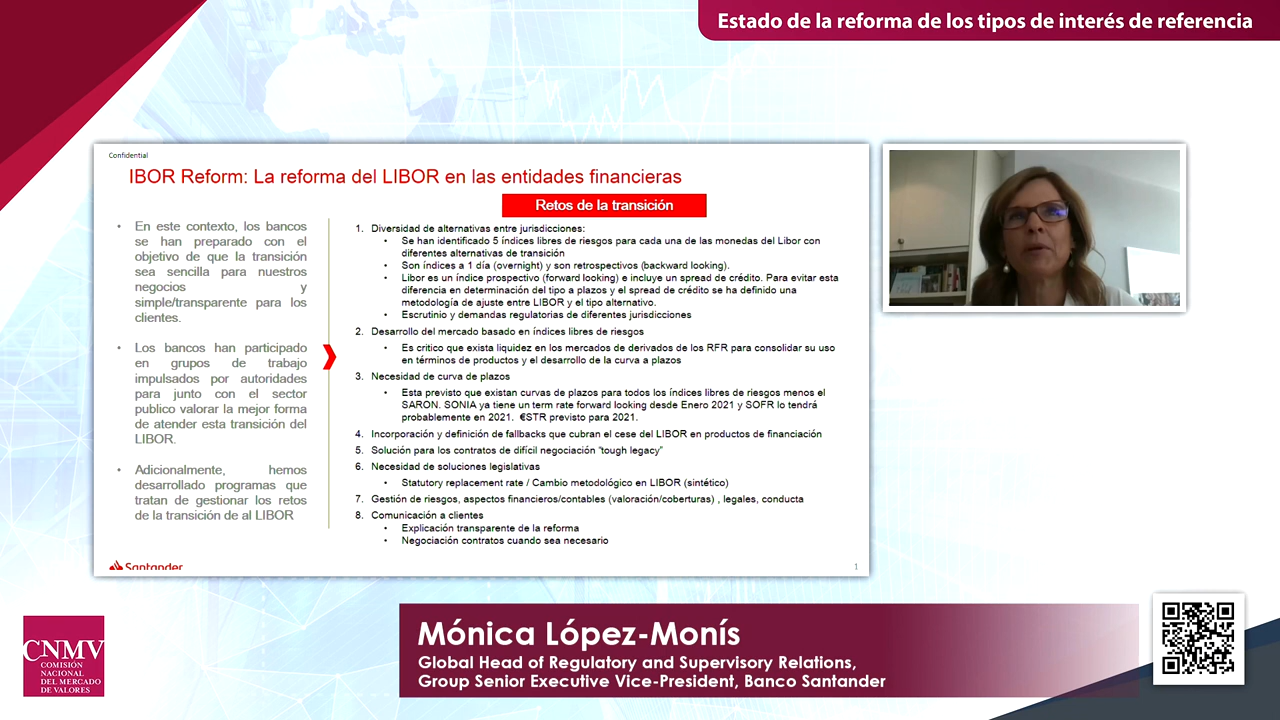 Estado de la reforma de los tipos de interés de referencia
Confidential
IBOR Reform: La reforma del LIBOR en las entidades financieras
Retos de la transición
• En este contexto, los bancos
se han preparado con el
objetivo de que la transición
sea sencilla para nuestros
negocios y
simple/transparente para los
clientes.
• Los bancos han participado
en grupos de trabajo
impulsados por autoridades
para junto con el sector
publico valorar la mejor forma
de atender esta transición del
LIBOR.
• Adicionalmente, hemos
desarrollado programas que
tratan de gestionar los retos
de la transición de al LIBOR
1. Diversidad de alternativas entre jurisdicciones:
• Se han identificado 5 índices libres de riesgos para cada una de las monedas del Libor con
diferentes alternativas de transición
• Son índices a 1 día (overnight) y son retrospectivos (backward looking).
• Libor es un índice prospectivo (forward looking) e incluye un spread de crédito. Para evitar esta
diferencia en determinación del tipo a plazos y el spread de crédito se ha definido una
metodología de ajuste entre LIBOR y el tipo alternativo.
• Escrutinio y demandas regulatorias de diferentes jurisdicciones
2. Desarrollo del mercado basado en índices libres de riesgos
• Es critico que exista liquidez en los mercados de derivados de los RFR para consolidar su uso
en términos de productos y el desarrollo de la curva a plazos
3. Necesidad de curva de plazos
• Esta previsto que existan curvas de plazos para todos los índices libres de riesgos menos el
SARON. SONIA ya tiene un term rate forward looking desde Enero 2021 y SOFR lo tendrá
probablemente en 2021. €STR previsto para 2021.
4. Incorporación y definición de fallbacks que cubran el cese del LIBOR en productos de financiación
5. Solución para los contratos de difícil negociación “tough legacy”
6. Necesidad de soluciones legislativas
• Statutory replacement rate / Cambio metodológico en LIBOR (sintético)
7. Gestión de riesgos, aspectos financieros/contables (valoración/coberturas) , legales, conducta
8. Comunicación a clientes
• Explicación transparente de la reforma
• Negociación contratos cuando sea necesario
Santander
1
CNMV
COMISIÓN
NACIONAL
DEL MERCADO
DE VALORES
Mónica López-Monís
Global Head of Regulatory and Supervisory Relations,
Group Senior Executive Vice-President, Banco Santander